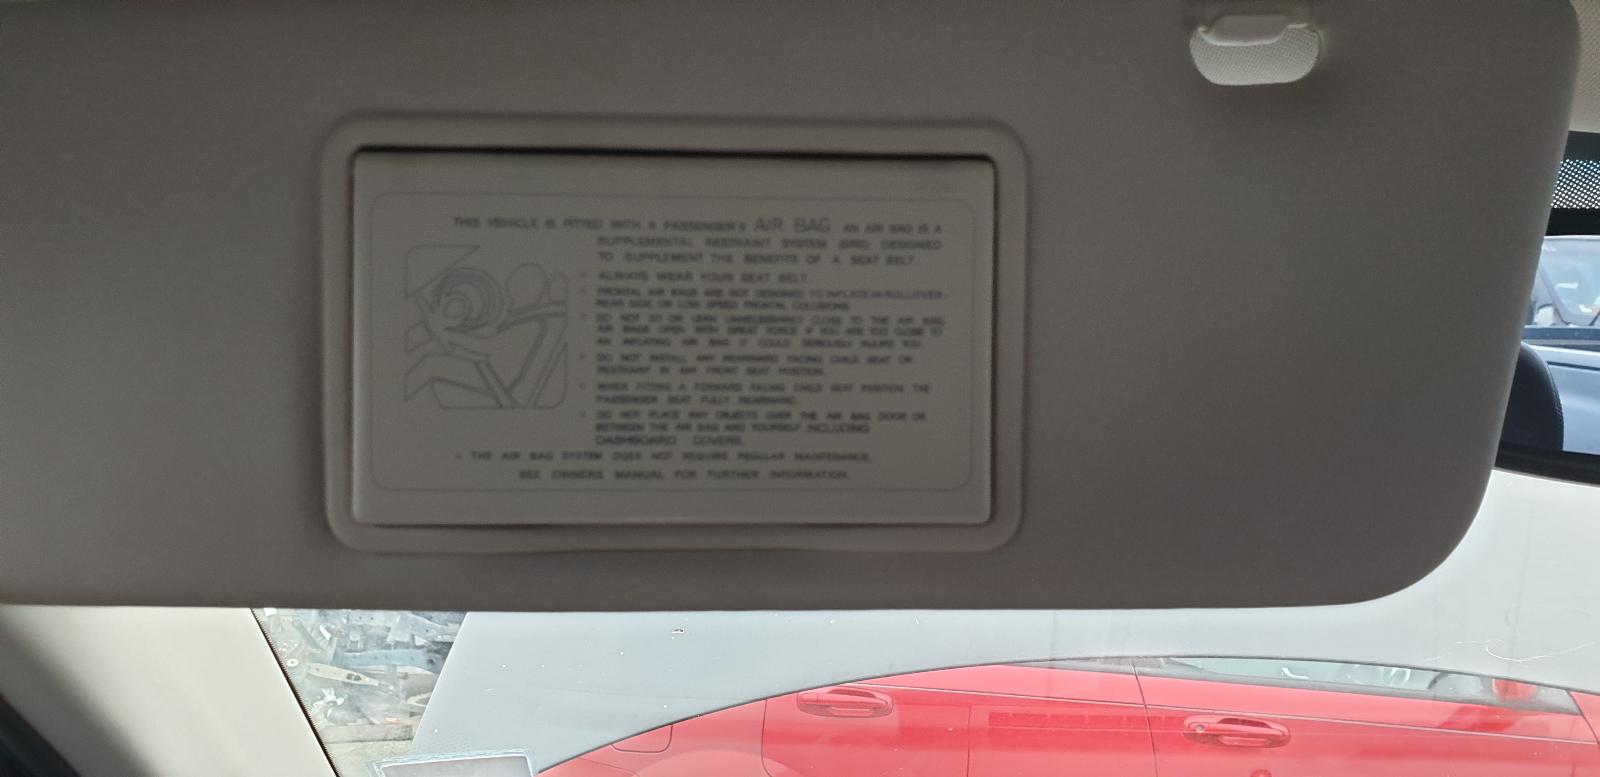 THIS VEHICLE IS FITTED WITH A PASSENGER'S AIR BAG AN AIR BAG IS A
SUPPLEMENTAL RESTRAINT SYSTEM (SRS) DESIGNED
TO SUPPLEMENT THE BENEFITS OF A SEAT BELT.
ALWAYS WEAR YOUR SEAT BELT.
FRONTAL AIR BAGS ARE NOT DESIGNED TO INFLATE IN ROLLOVER,
REAR SIDE OR LOW SPEED FRONTAL COLLISIONS.
DO NOT SIT OR LEAN UNNECESSARILY CLOSE TO THE AIR BAG
AIR BAGS OPEN WITH GREAT FORCE IF YOU ARE TOO CLOSE TO
AN INFLATING AIR BAG IT COULD SERIOUSLY INJURE YOU.
DO NOT INSTALL ANY REARWARD FACING CHILD SEAT OR
RESTRAINT IN ANY FRONT SEAT POSITION.
WHEN FITTING A FORWARD FACING CHILD SEAT POSITION THE
PASSENGER SEAT FULLY REARWARD.
DO NOT PLACE ANY OBJECTS OVER THE AIR BAG DOOR OR
BETWEEN THE AIR BAG AND YOURSELF, INCLUDING
DASHBOARD COVERS.
THE AIR BAG SYSTEM DOES NOT REQUIRE REGULAR MAINTENANCE.
SEE OWNERS MANUAL FOR FURTHER INFORMATION.